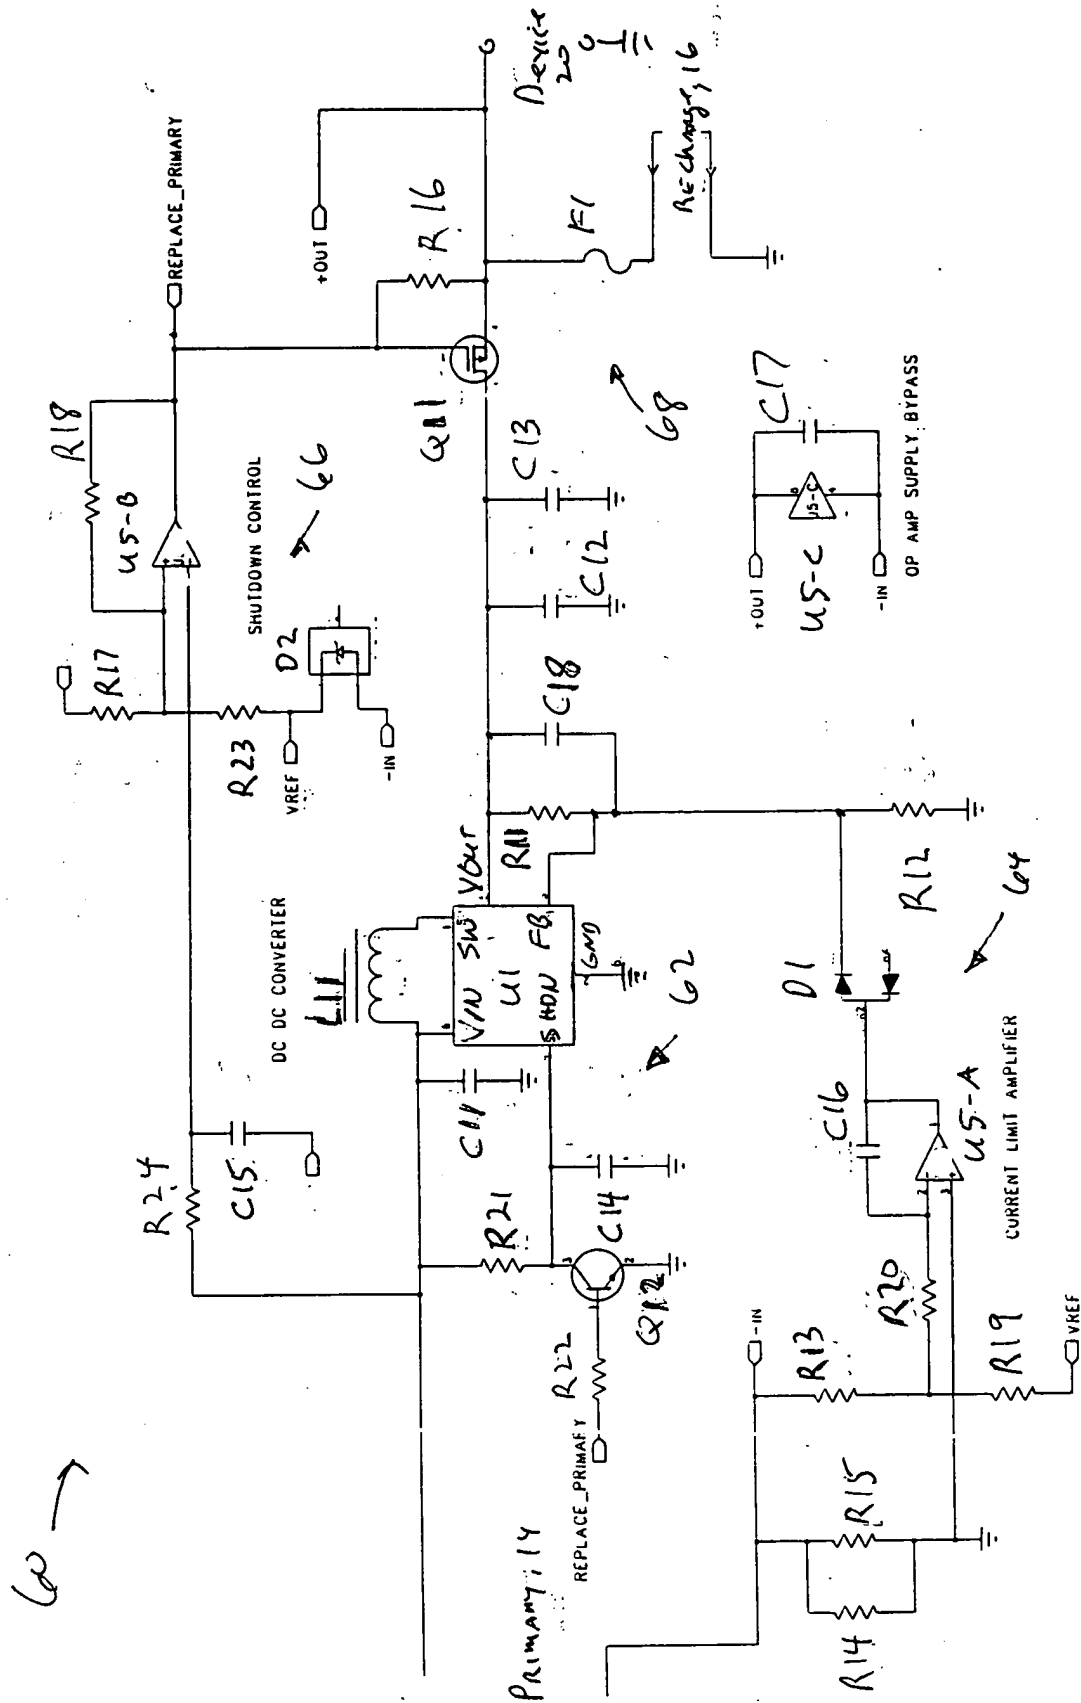 60
Primary, 14
REPLACE_PRIMARY
R22
Q12
R21
C14
R24
C15
C11
L11
DC DC CONVERTER
VIN
SW
U1
SHDN
FB
GND
VOUT
62
R17
R18
U5-B
R23
VREF
-IN
D2
SHUTDOWN CONTROL
66
REPLACE_PRIMARY
R11
C18
C12
C13
Q11
R16
+OUT
Device
20
F1
Recharge, 16
68
R14
R15
-IN
R13
R19
VREF
R20
C16
U5-A
CURRENT LIMIT AMPLIFIER
D1
R12
64
+OUT
U5-C
U5-C
-IN
C17
OP AMP SUPPLY BYPASS